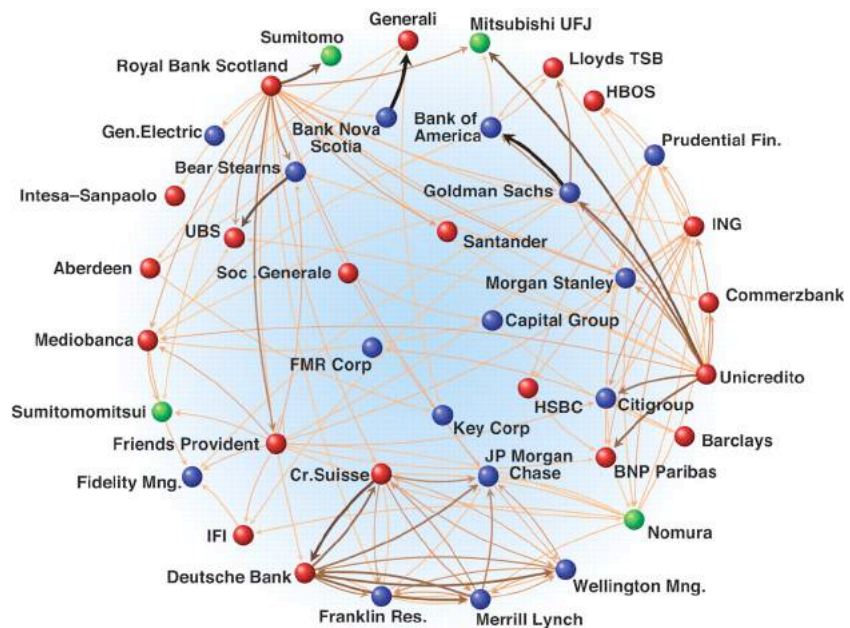 Generali
Mitsubishi UFJ
Sumitomo
Royal Bank Scotland
Lloyds TSB
HBOS
Gen.Electric
Bank Nova
Scotia
Bank of
America
Prudential Fin.
Bear Stearns
Goldman Sachs
Intesa–Sanpaolo
UBS
Santander
ING
Aberdeen
Soc .Generale
Morgan Stanley
Commerzbank
Mediobanca
Capital Group
FMR Corp
Unicredito
HSBC
Citigroup
Sumitomomitsui
Key Corp
Barclays
Friends Provident
JP Morgan
Chase
BNP Paribas
Fidelity Mng.
Cr.Suisse
IFI
Nomura
Deutsche Bank
Wellington Mng.
Franklin Res.
Merrill Lynch